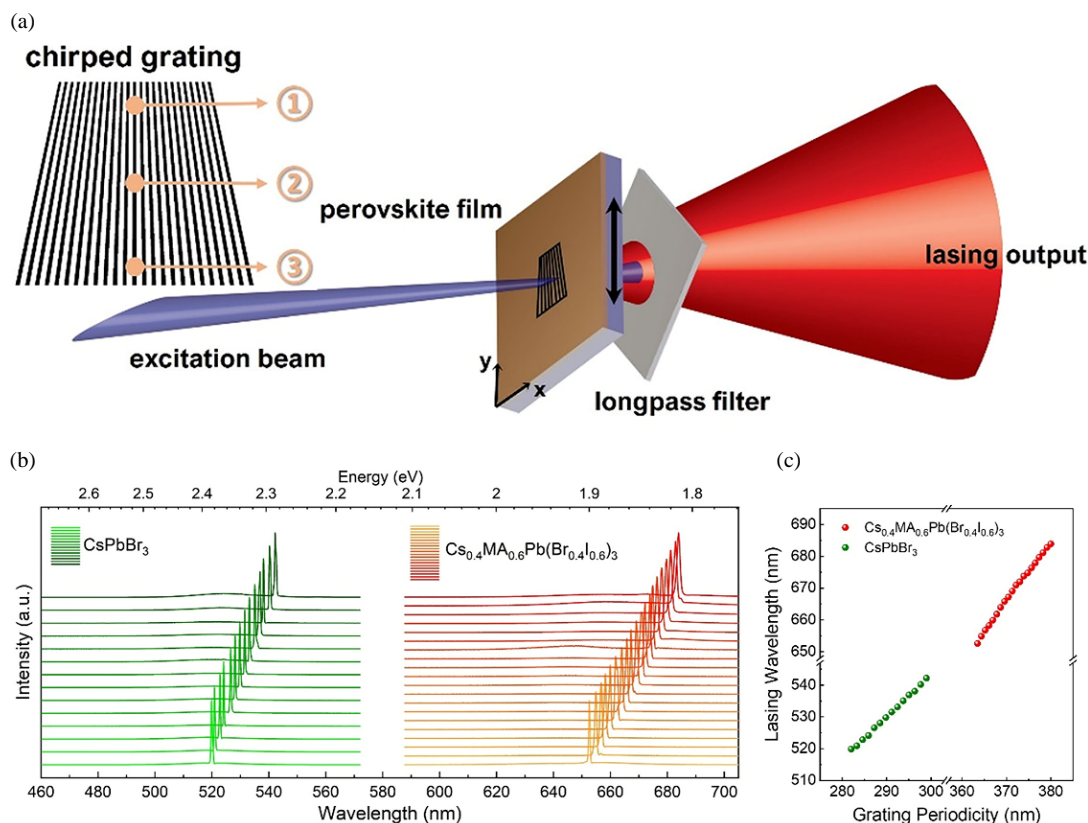 (a)
chirped grating
①
②
③
perovskite film
excitation beam
y
x
longpass filter
lasing output
(b)
Energy (eV)
2.6 2.5 2.4 2.3 2.2 2.1 2 1.9 1.8
CsPbBr₃
Cs₀.₄MA₀.₆Pb(Br₀.₄I₀.₆)₃
Intensity (a.u.)
460 480 500 520 540 560 580 600 620 640 660 680 700
Wavelength (nm)
(c)
Cs₀.₄MA₀.₆Pb(Br₀.₄I₀.₆)₃
CsPbBr₃
Lasing Wavelength (nm)
690
680
670
660
650
540
530
520
510
280 290 300 360 380
Grating Periodicity (nm)